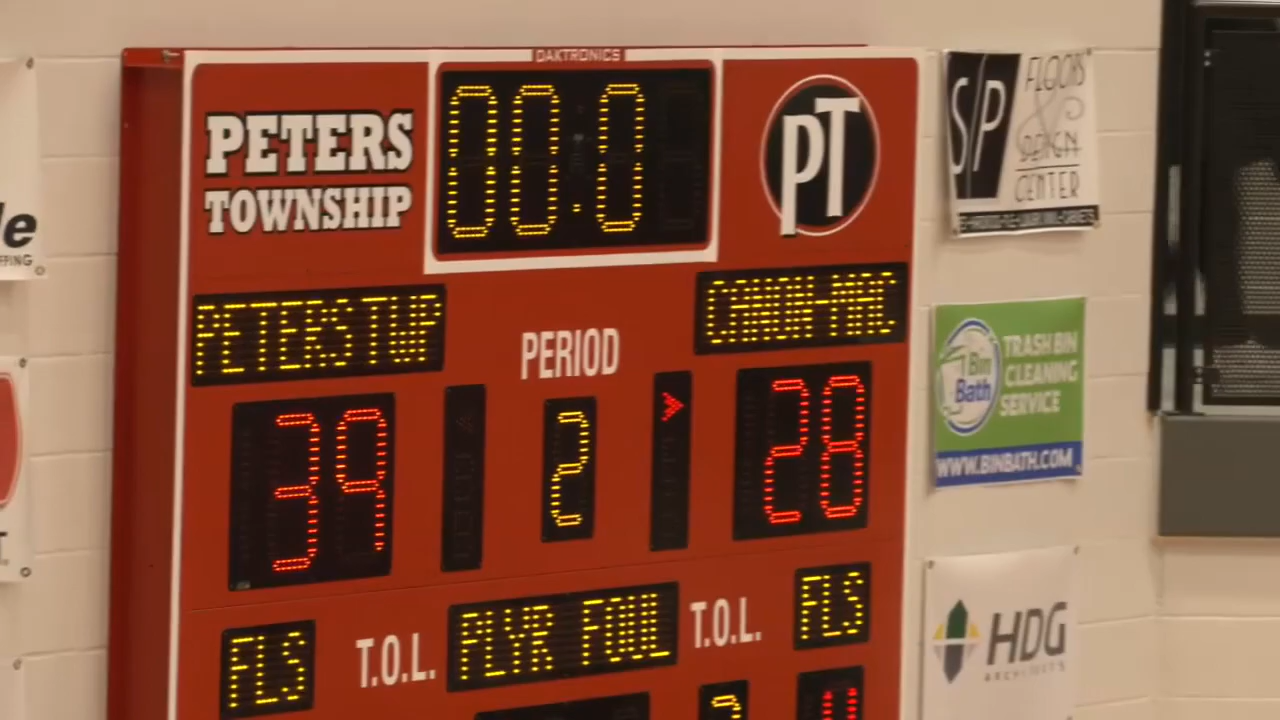 DAKTRONICS
PETERS
TOWNSHIP
00.0
PT
PETERSTWP
CANON-MAC
PERIOD
39
2
>
28
FLS
T.O.L.
PLYR FOUL
T.O.L.
FLS
S/P
FLOORS
&
DESIGN
CENTER
Bin
Bath
TRASH BIN
CLEANING
SERVICE
WWW.BINBATH.COM
HDG
ARCHITECTS